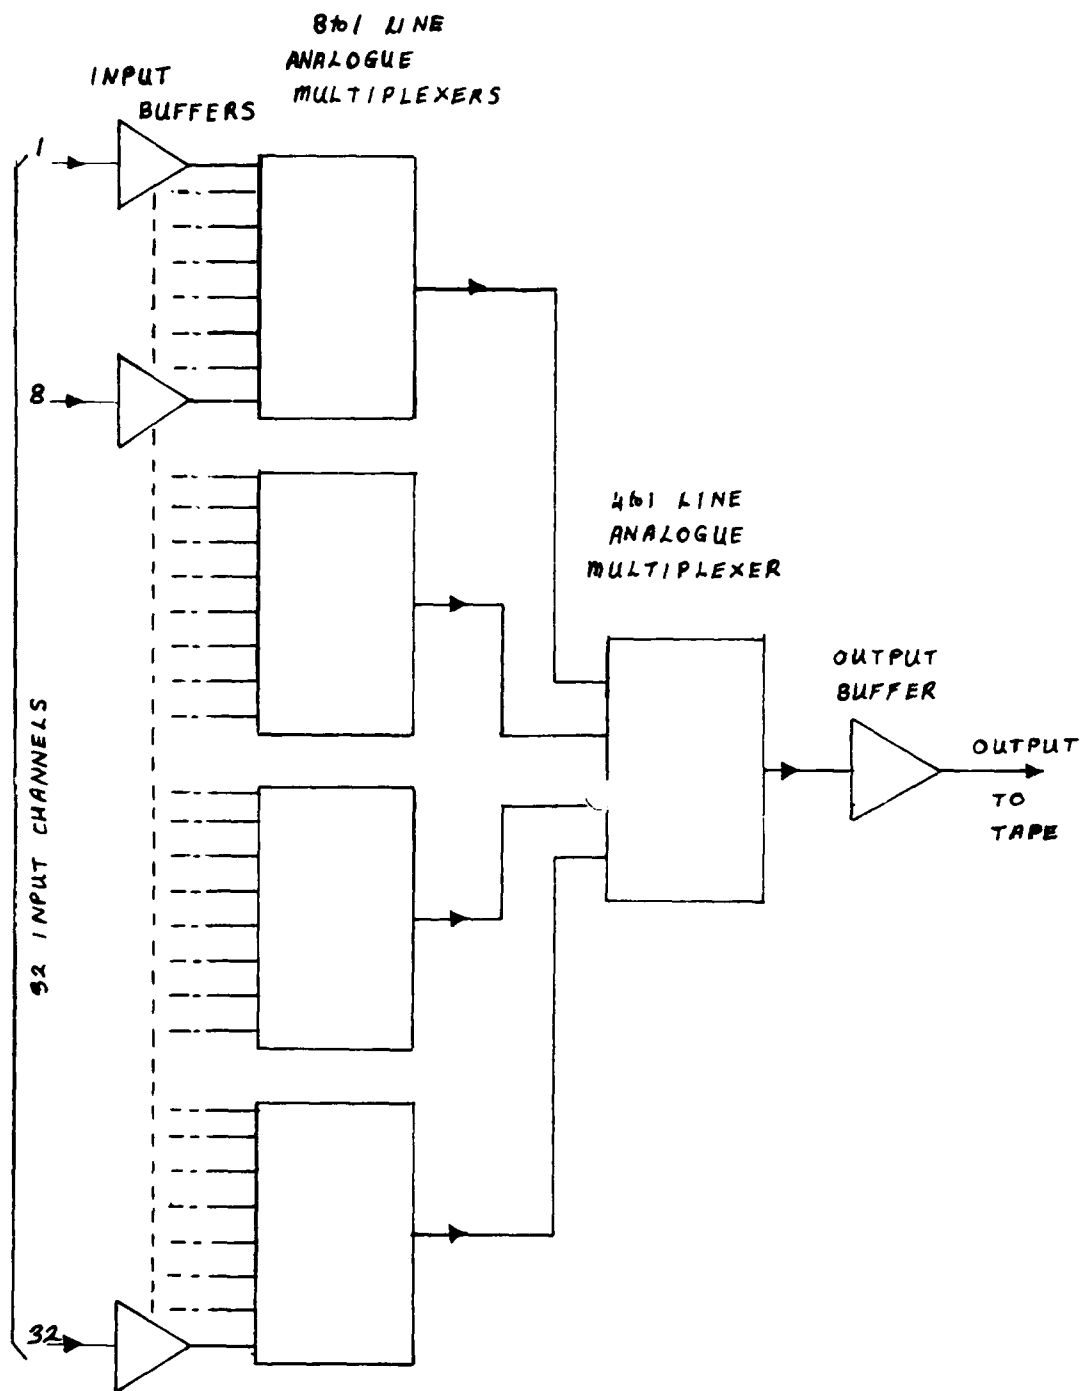 8 to 1 LINE
ANALOGUE
MULTIPLEXERS
INPUT
BUFFERS
1
8
4 to 1 LINE
ANALOGUE
MULTIPLEXER
OUTPUT
BUFFER
OUTPUT
TO
TAPE
32 INPUT CHANNELS
32